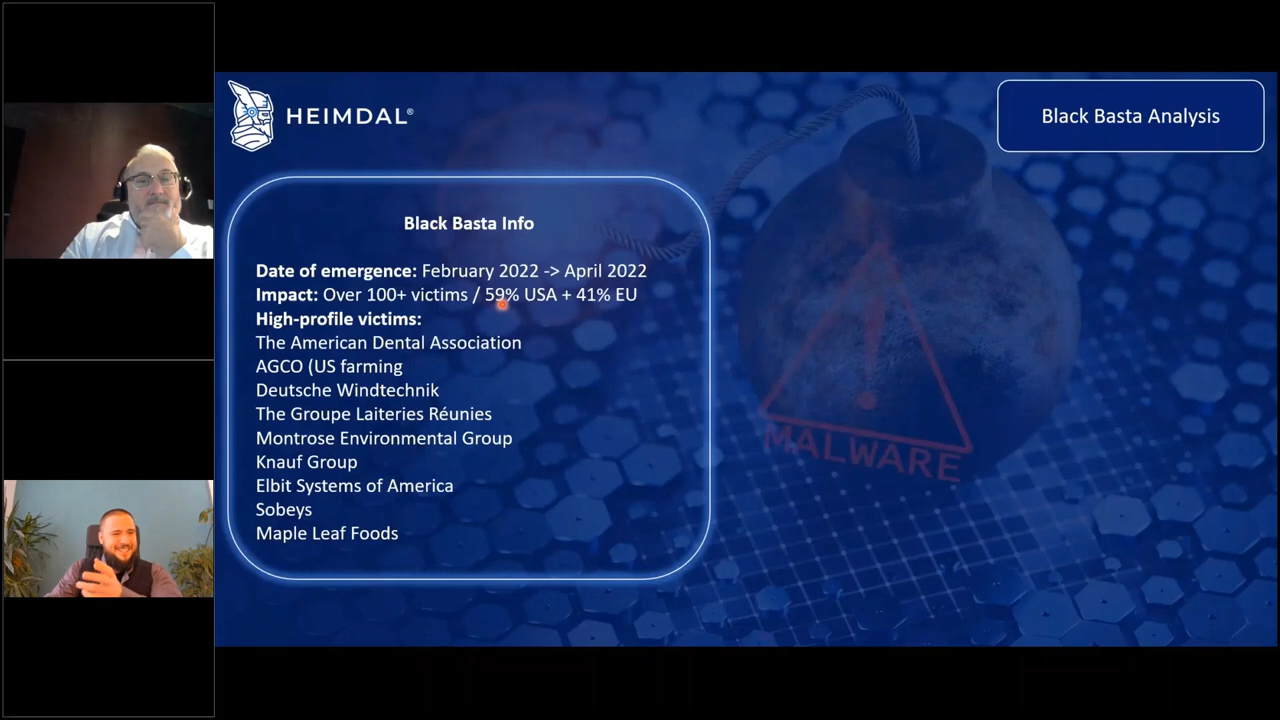 HEIMDAL®
Black Basta Analysis
Black Basta Info
Date of emergence: February 2022 -> April 2022
Impact: Over 100+ victims / 59% USA + 41% EU
High-profile victims:
The American Dental Association
AGCO (US farming
Deutsche Windtechnik
The Groupe Laiteries Réunies
Montrose Environmental Group
Knauf Group
Elbit Systems of America
Sobeys
Maple Leaf Foods
MALWARE